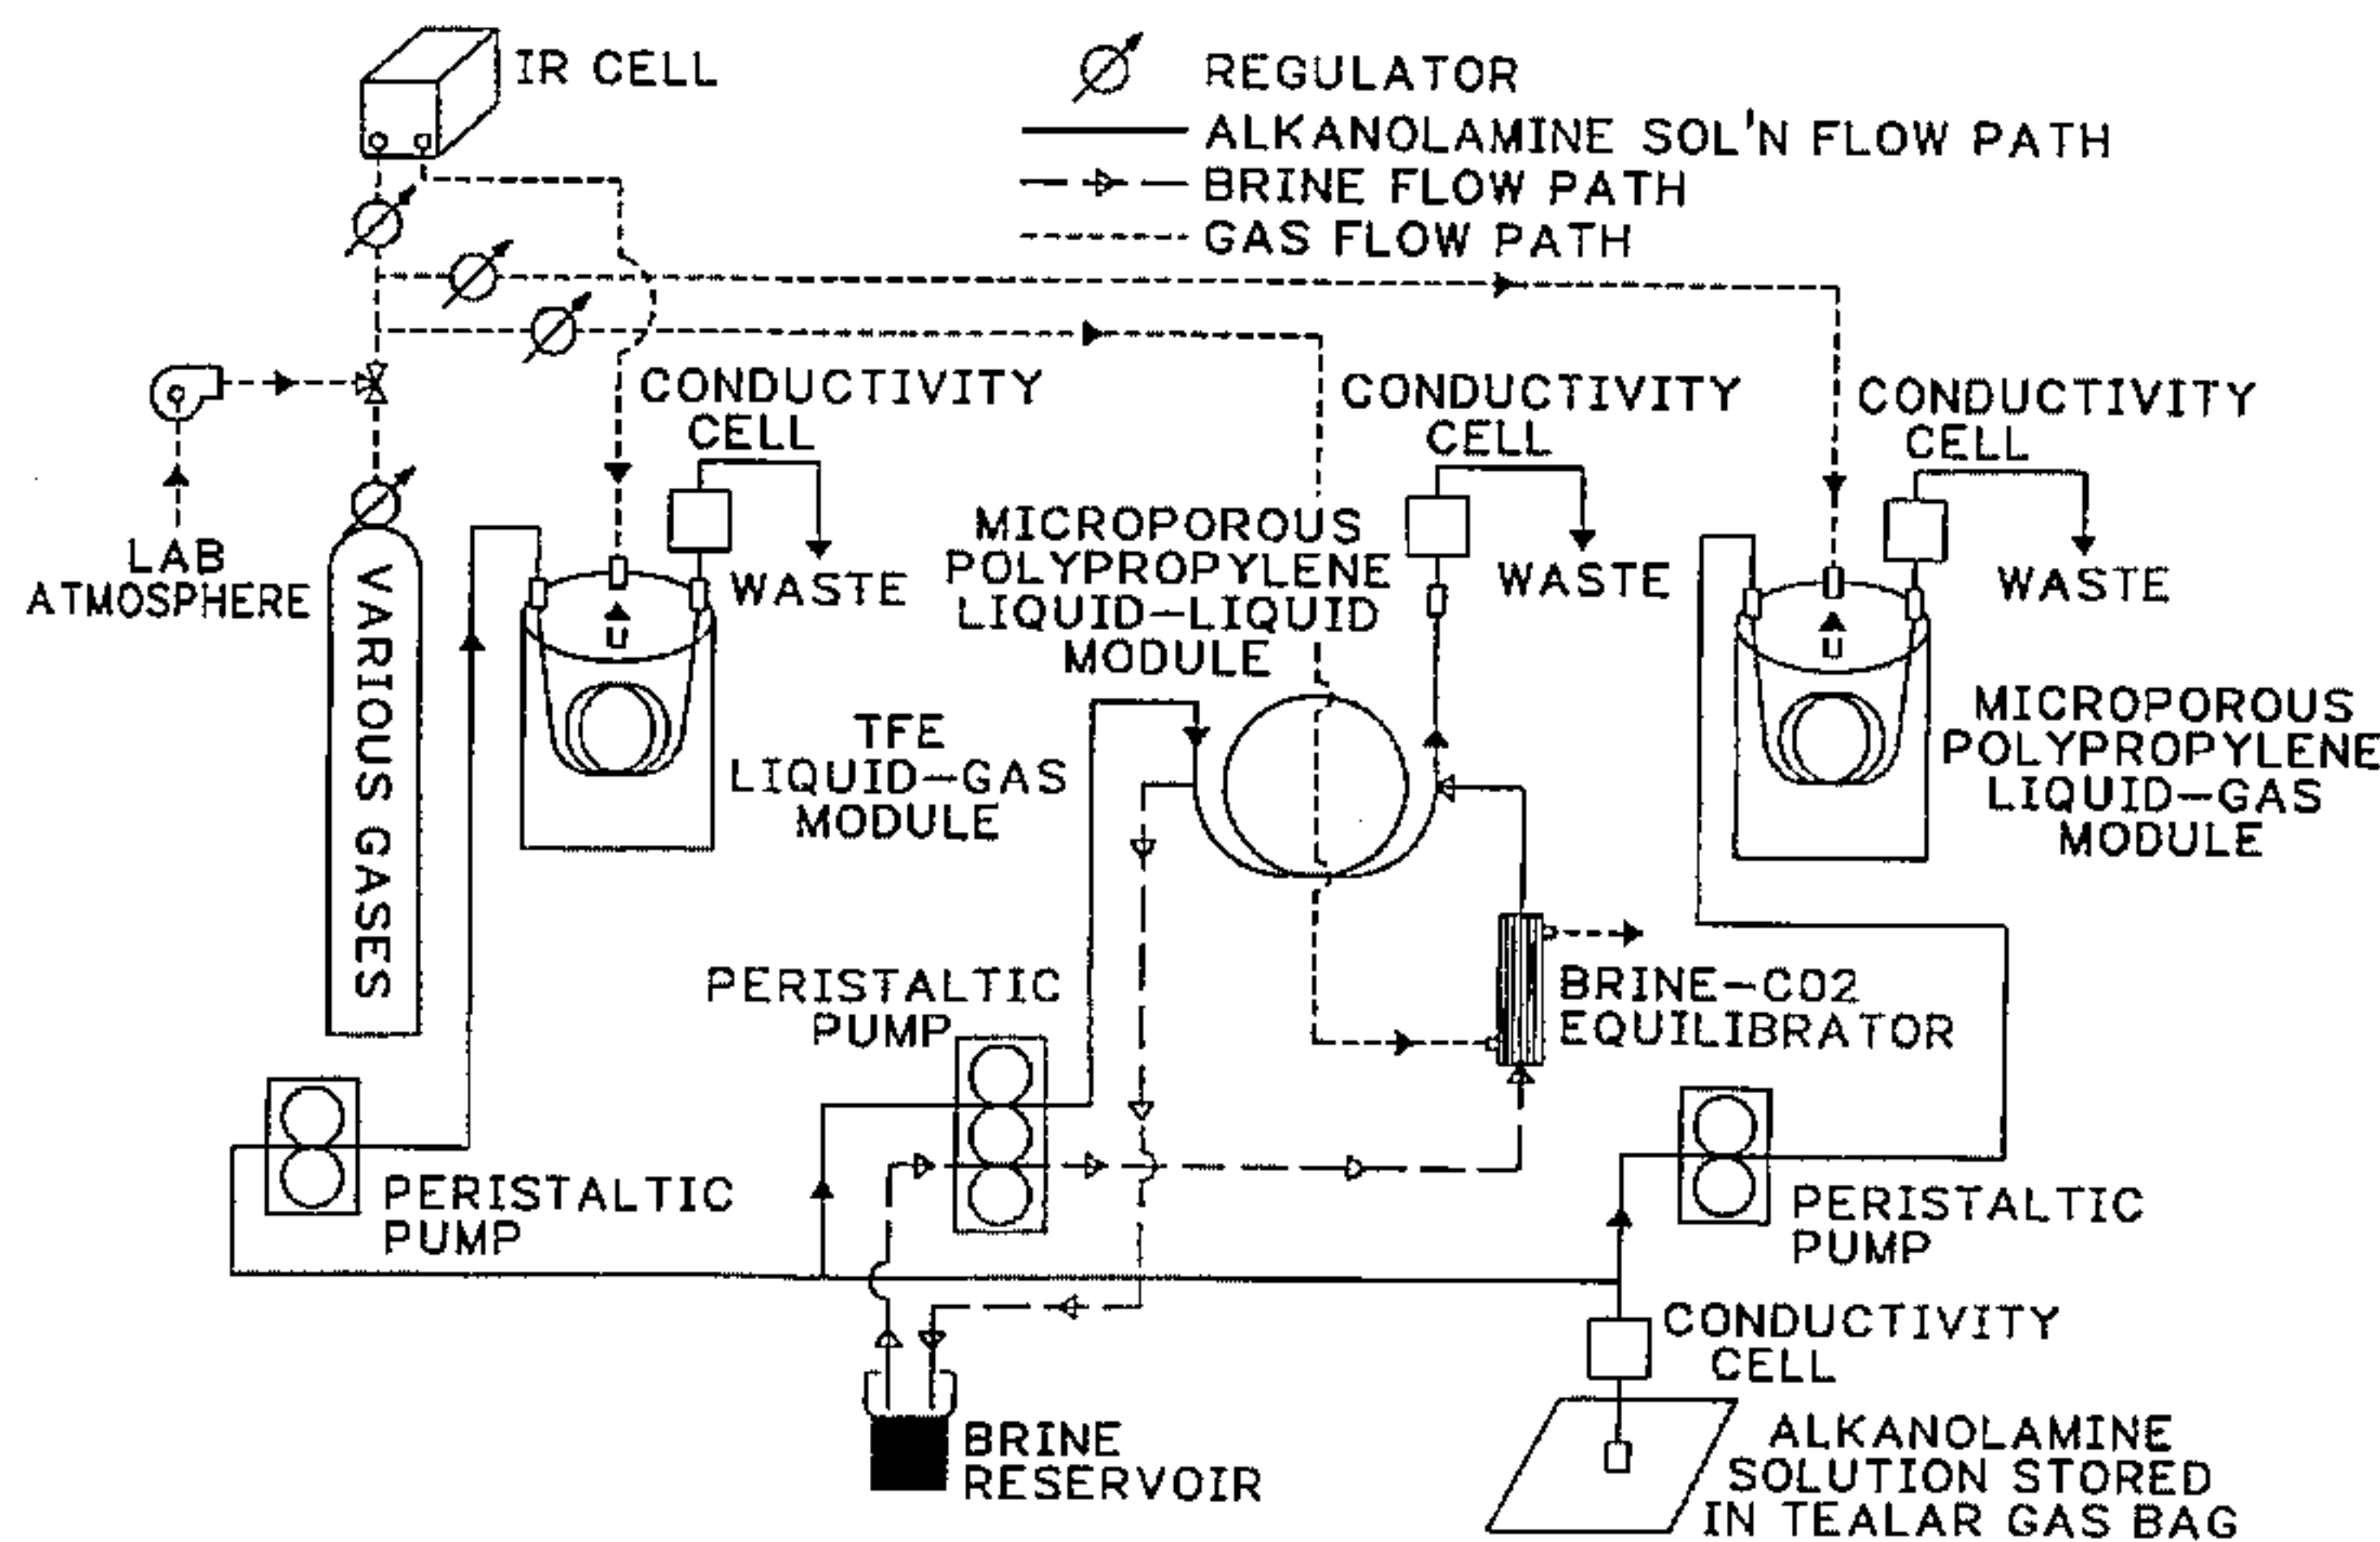 IR CELL
REGULATOR
ALKANOLAMINE SOL'N FLOW PATH
BRINE FLOW PATH
GAS FLOW PATH
CONDUCTIVITY
CELL
CONDUCTIVITY
CELL
CONDUCTIVITY
CELL
LAB
ATMOSPHERE
VARIOUS GASES
WASTE
MICROPOROUS
POLYPROPYLENE
LIQUID-LIQUID
MODULE
WASTE
WASTE
TFE
LIQUID-GAS
MODULE
MICROPOROUS
POLYPROPYLENE
LIQUID-GAS
MODULE
PERISTALTIC
PUMP
BRINE-CO2
EQUILIBRATOR
PERISTALTIC
PUMP
PERISTALTIC
PUMP
CONDUCTIVITY
CELL
BRINE
RESERVOIR
ALKANOLAMINE
SOLUTION STORED
IN TEALAR GAS BAG